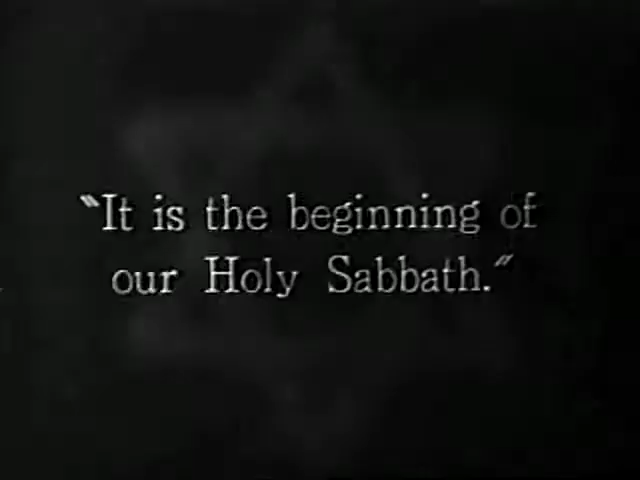 "It is the beginning of
our Holy Sabbath."